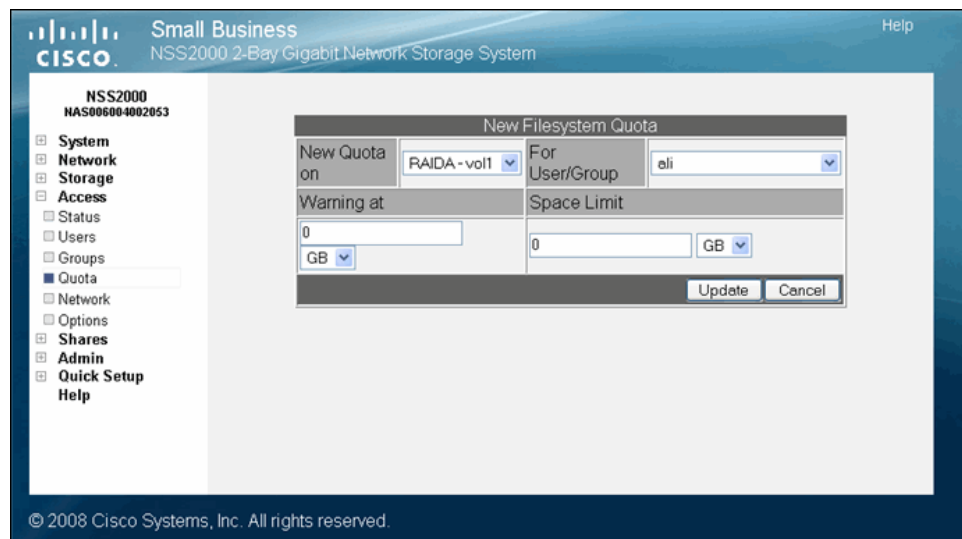 Small Business
Help
CISCO.
NSS2000 2-Bay Gigabit Network Storage System
NSS2000
NAS006004002053
System
Network
Storage
Access
Status
Users
Groups
Quota
Network
Options
Shares
Admin
Quick Setup
Help
New Filesystem Quota
New Quota on
RAIDA - vol1
For User/Group
ali
Warning at
Space Limit
0
GB
0
GB
Update
Cancel
© 2008 Cisco Systems, Inc. All rights reserved.